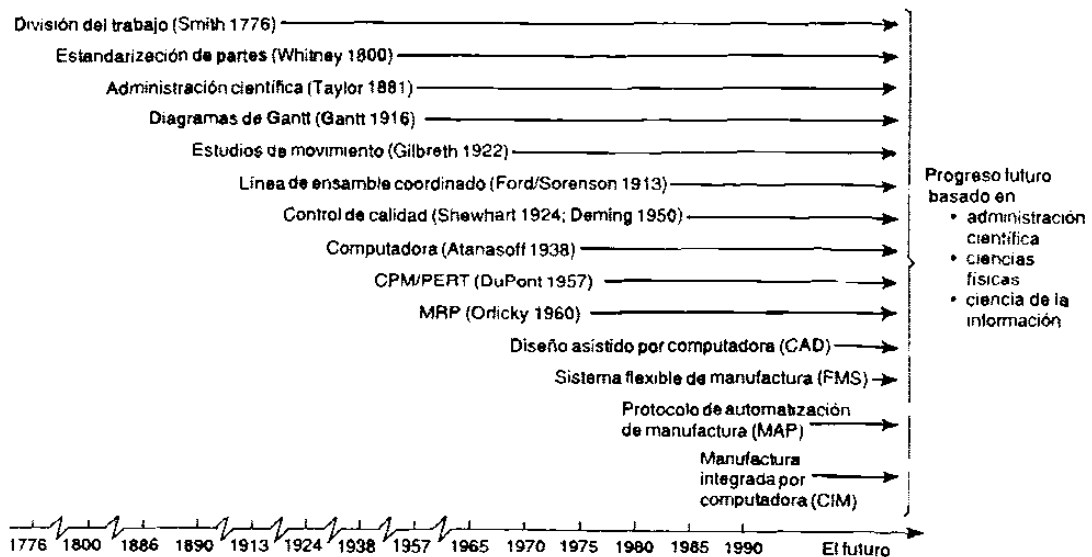 División del trabajo (Smith 1776)
Estandarización de partes (Whitney 1800)
Administración científica (Taylor 1881)
Diagramas de Gantt (Gantt 1916)
Estudios de movimiento (Gilbreth 1922)
Línea de ensamble coordinado (Ford/Sorenson 1913)
Control de calidad (Shewhart 1924; Deming 1950)
Computadora (Atanasoff 1938)
CPM/PERT (DuPont 1957)
MRP (Orlicky 1960)
Diseño asistido por computadora (CAD)
Sistema flexible de manufactura (FMS)
Protocolo de automatización
de manufactura (MAP)
Manufactura
integrada por
computadora (CIM)
Progreso futuro
basado en
• administración
científica
• ciencias
físicas
• ciencia de la
información
1776 1800 1886 1890 1913 1924 1938 1957 1965 1970 1975 1980 1985 1990 El futuro